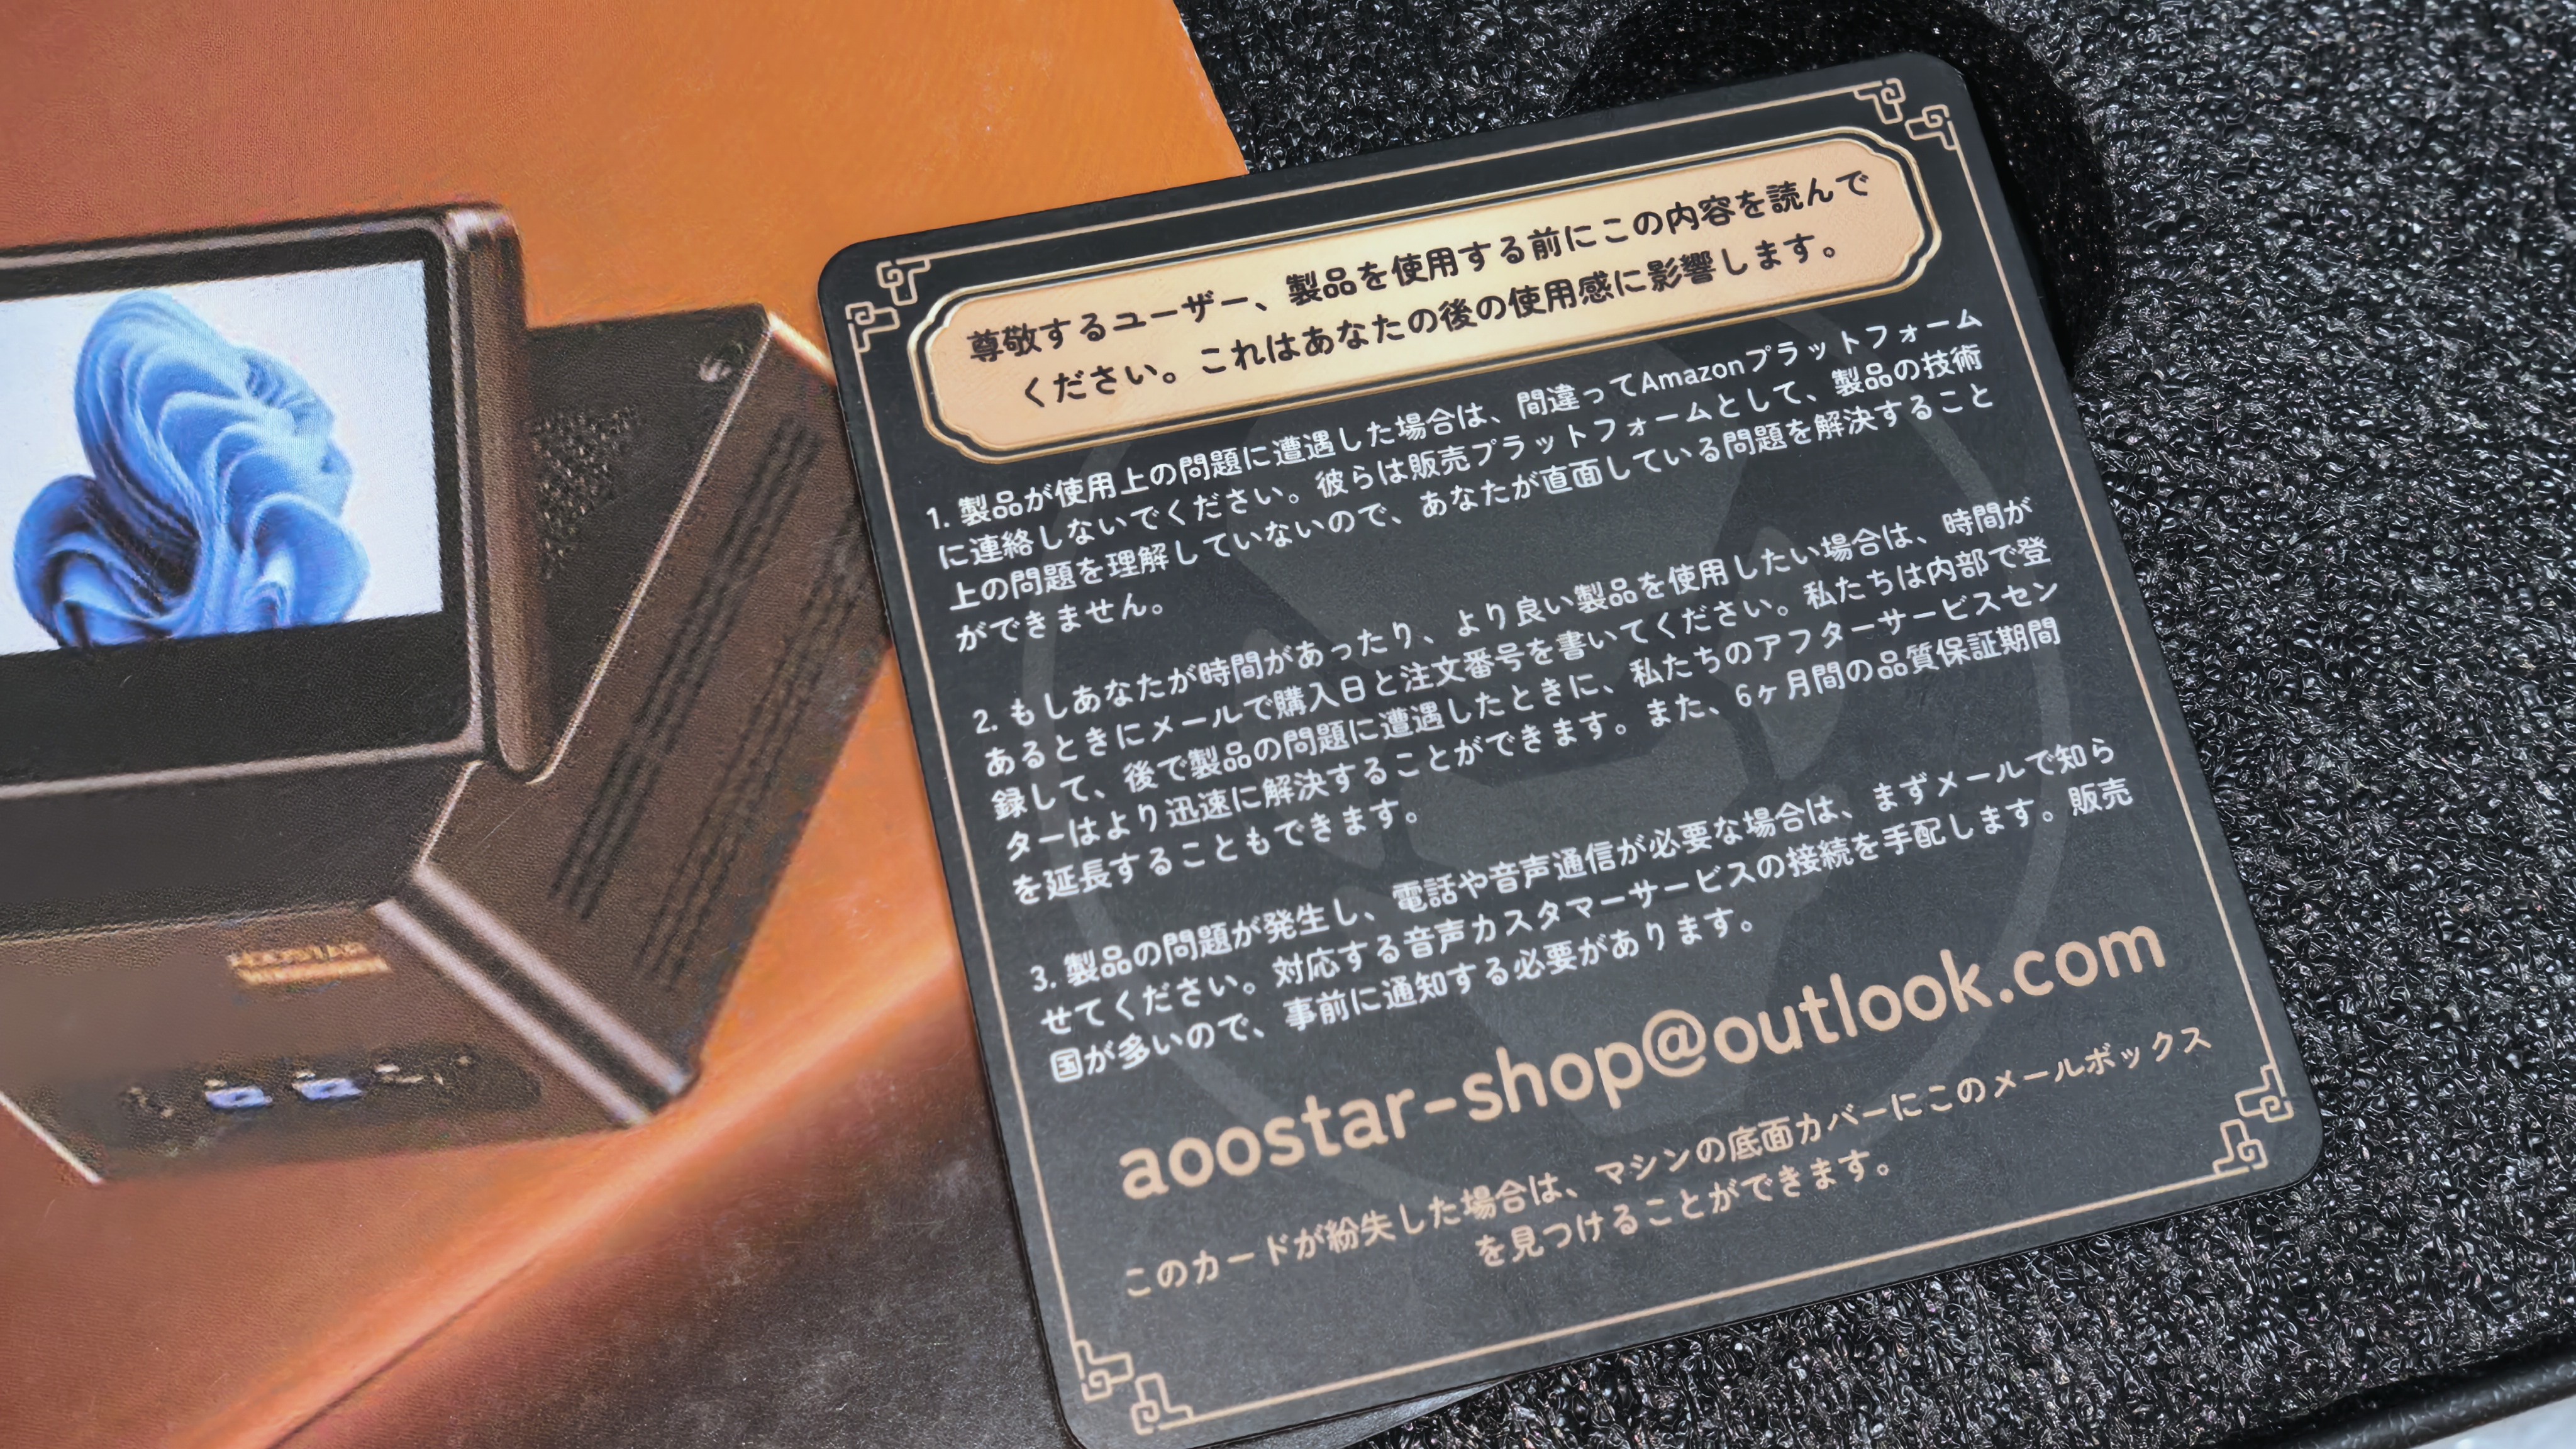 尊敬するユーザー、製品を使用する前にこの内容を読んで
ください。これはあなたの後の使用感に影響します。
1. 製品が使用上の問題に遭遇した場合は、間違ってAmazonプラットフォーム
に連絡しないでください。彼らは販売プラットフォームとして、製品の技術
上の問題を理解していないので、あなたが直面している問題を解決すること
ができません。
2. もしあなたが時間があったり、より良い製品を使用したい場合は、時間が
あるときにメールで購入日と注文番号を書いてください。私たちは内部で登
録して、後で製品の問題に遭遇したときに、私たちのアフターサービスセン
ターはより迅速に解決することができます。また、6ヶ月間の品質保証期間
を延長することもできます。
3. 製品の問題が発生し、電話や音声通信が必要な場合は、まずメールで知ら
せてください。対応する音声カスタマーサービスの接続を手配します。販売
国が多いので、事前に通知する必要があります。
aoostar-shop@outlook.com
このカードが紛失した場合は、マシンの底面カバーにこのメールボックス
を見つけることができます。